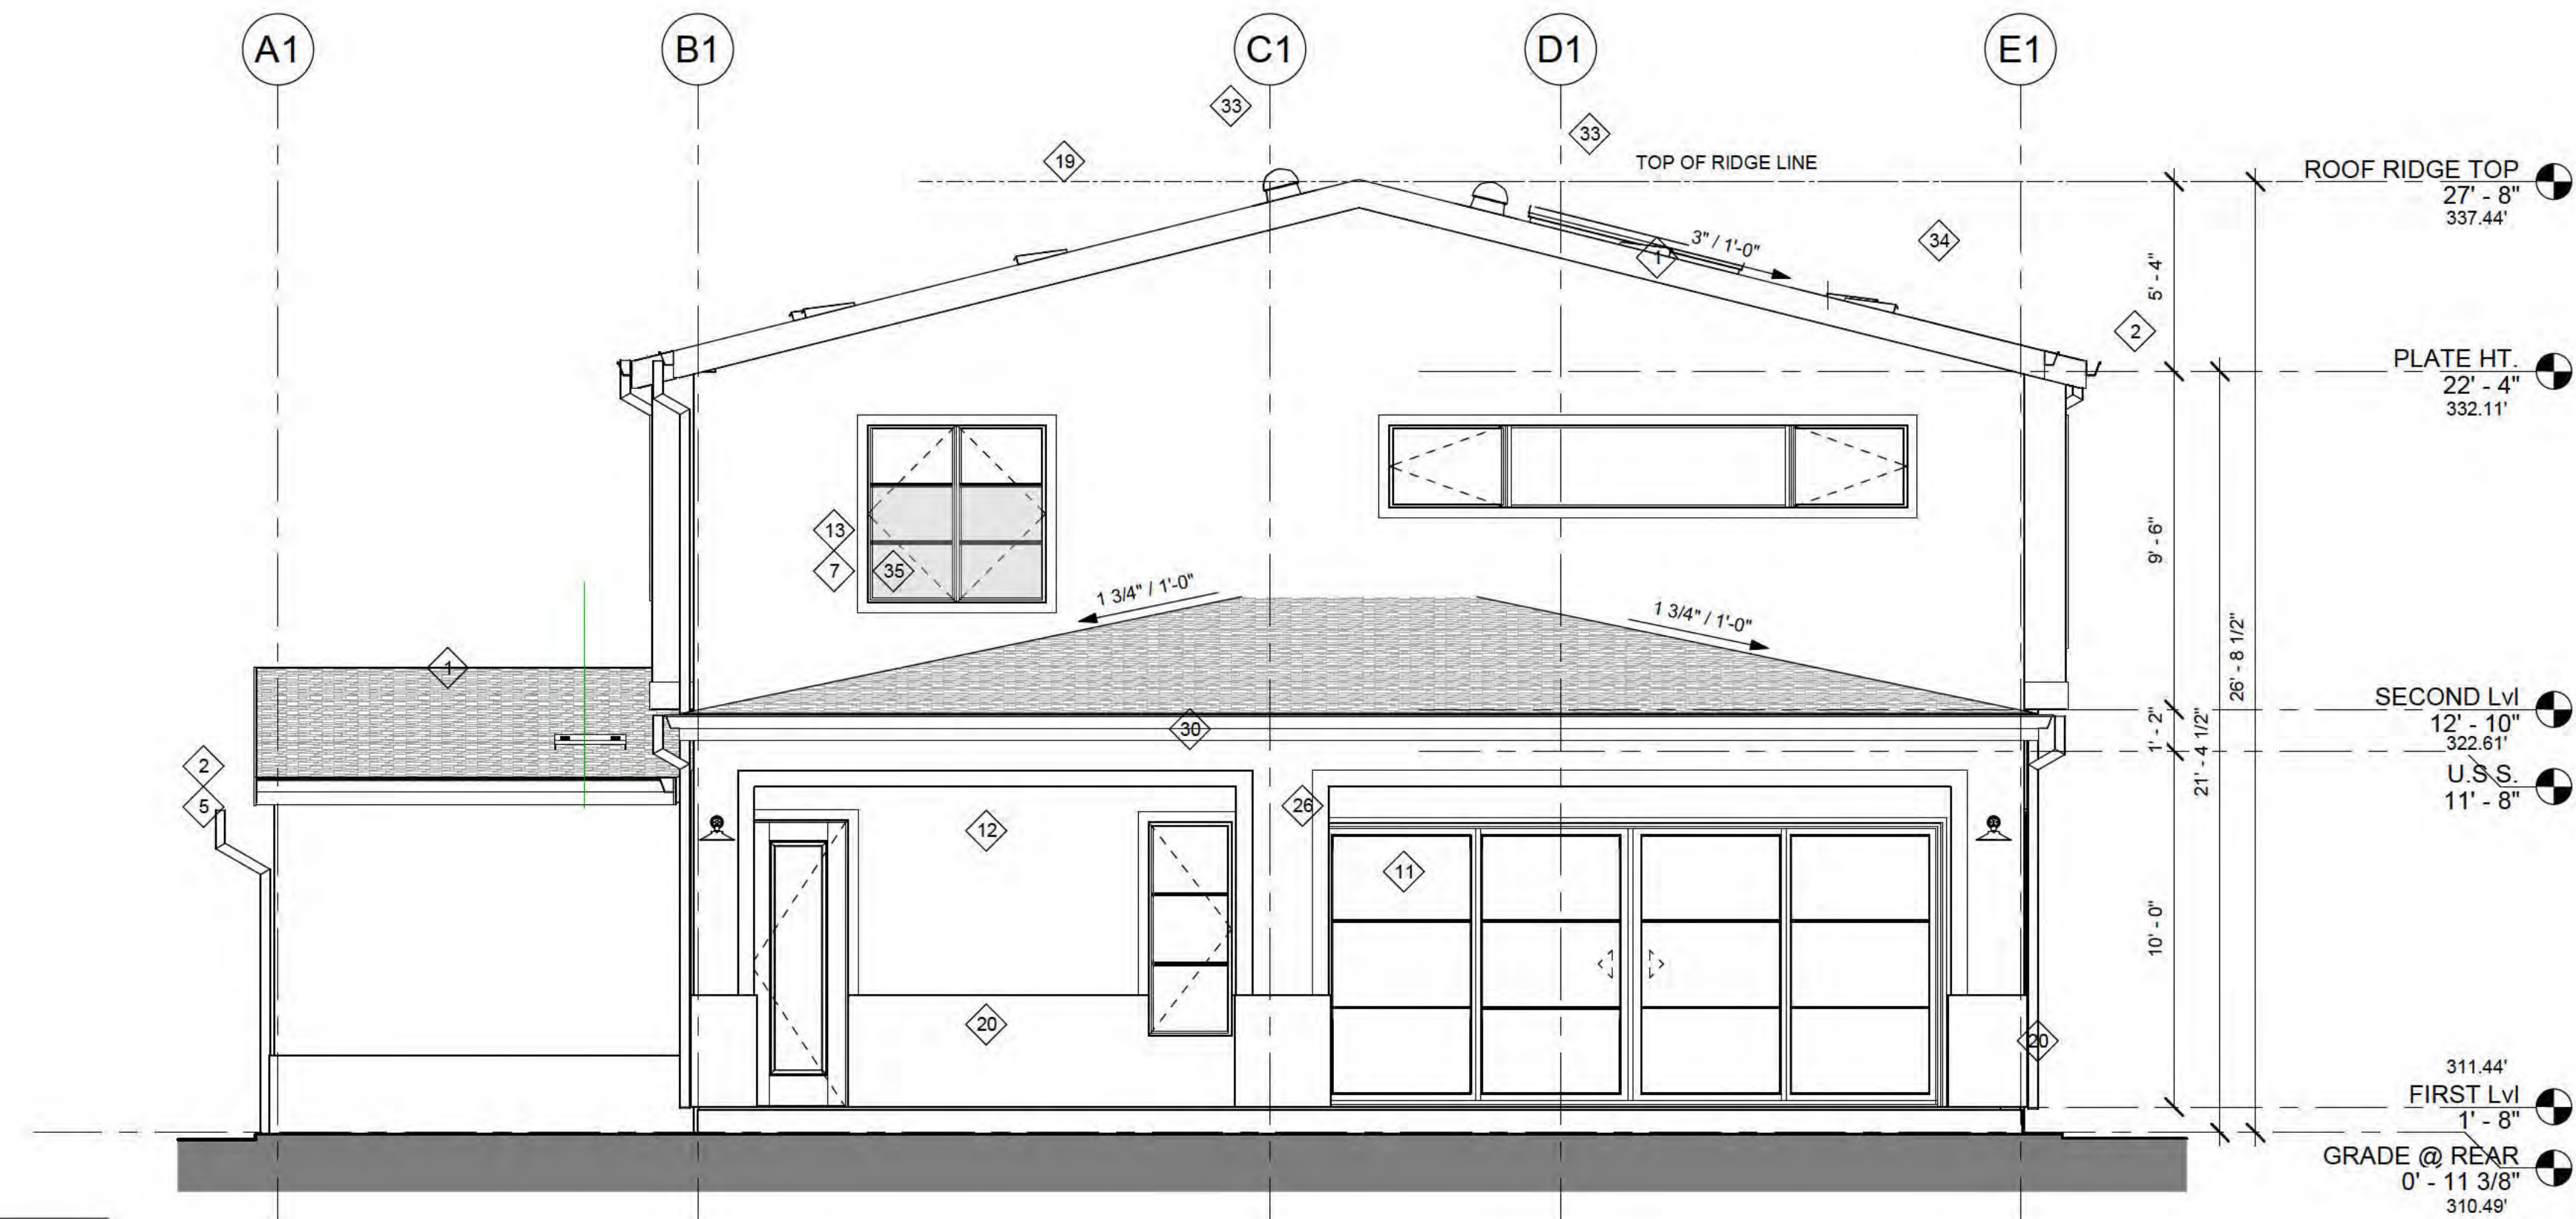 A1
B1
C1
D1
E1
33
33
19
TOP OF RIDGE LINE
ROOF RIDGE TOP
27' - 8"
337.44'
3" / 1'-0"
1
34
5' - 4"
2
PLATE HT.
22' - 4"
332.11'
13
7
35
9' - 6"
1 3/4" / 1'-0"
1 3/4" / 1'-0"
26' - 8 1/2"
1
SECOND Lvl
12' - 10"
322.61'
30
1' - 2"
21' - 4 1/2"
2
5
U.S S.
11' - 8"
26
12
11
10' - 0"
20
20
311.44'
FIRST Lvl
1' - 8"
GRADE @ REAR
0' - 11 3/8"
310.49'